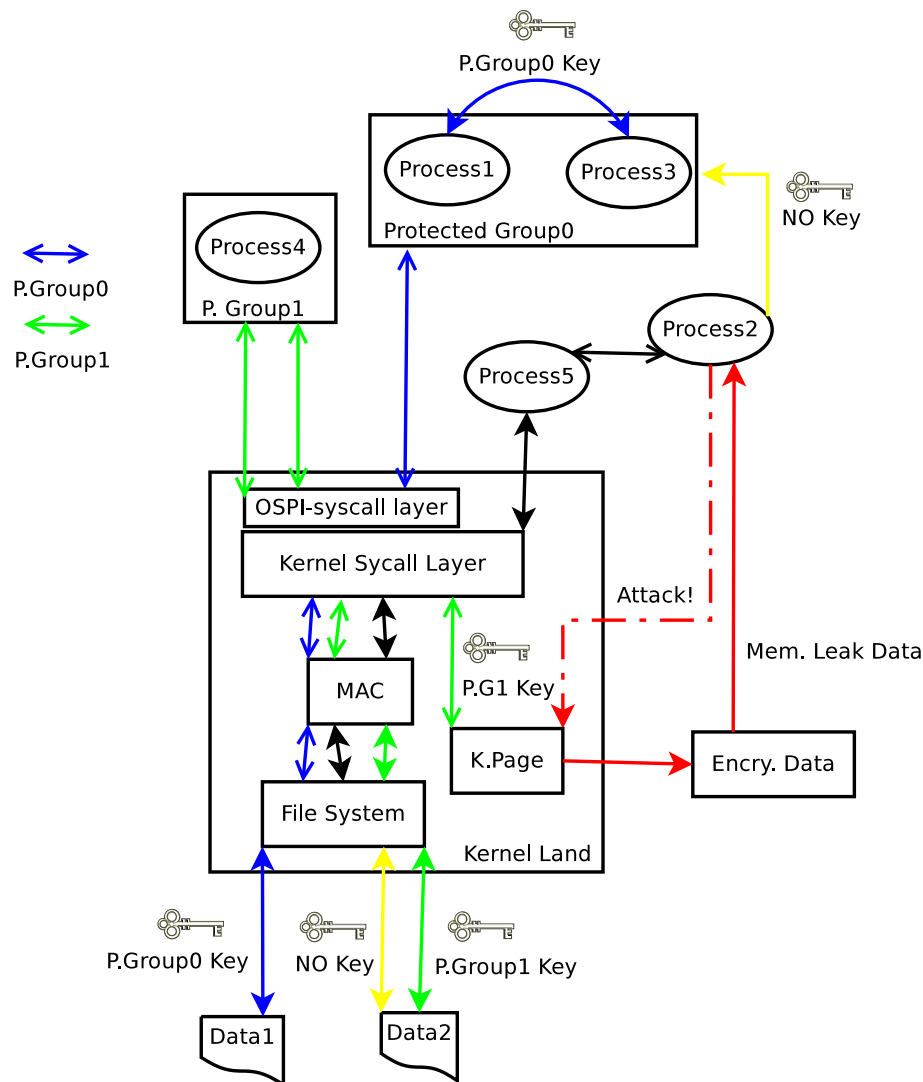 P.Group0 Key
Process1
Process3
NO Key
Protected Group0
Process4
P. Group1
P.Group0
P.Group1
Process2
Process5
OSPI-syscall layer
Kernel Sycall Layer
Attack!
Mem. Leak Data
MAC
P.G1 Key
K.Page
Encry. Data
File System
Kernel Land
P.Group0 Key
NO Key
P.Group1 Key
Data1
Data2